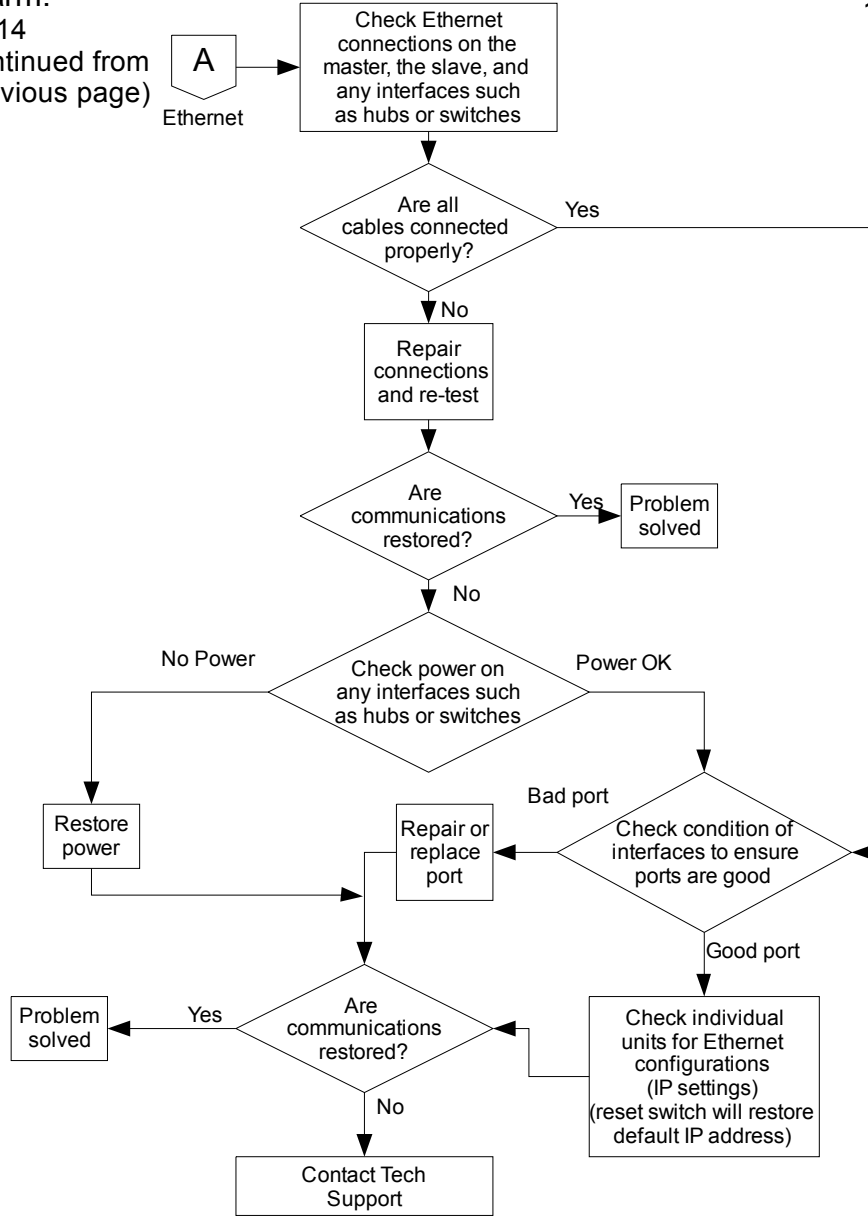 14
A
Ethernet
Check Ethernet
connections on the
master, the slave, and
any interfaces such
as hubs or switches
Are all
cables connected
properly?
Yes
No
Repair
connections
and re-test
Are
communications
restored?
Yes
Problem
solved
No
Check power on
any interfaces such
as hubs or switches
No Power
Power OK
Restore
power
Bad port
Repair or
replace
port
Check condition of
interfaces to ensure
ports are good
Good port
Problem
solved
Yes
Are
communications
restored?
Check individual
units for Ethernet
configurations
(IP settings)
(reset switch will restore
default IP address)
No
Contact Tech
Support
from
page)